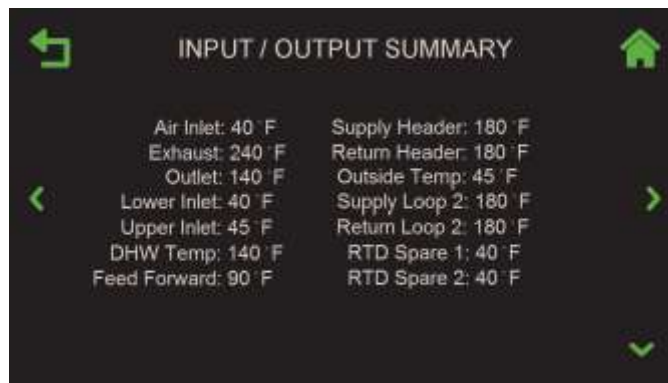 INPUT / OUTPUT SUMMARY
Air Inlet: 40 °F
Exhaust: 240 °F
Outlet: 140 °F
Lower Inlet: 40 °F
Upper Inlet: 45 °F
DHW Temp: 140 °F
Feed Forward: 90 °F
Supply Header: 180 °F
Return Header: 180 °F
Outside Temp: 45 °F
Supply Loop 2: 180 °F
Return Loop 2: 180 °F
RTD Spare 1: 40 °F
RTD Spare 2: 40 °F